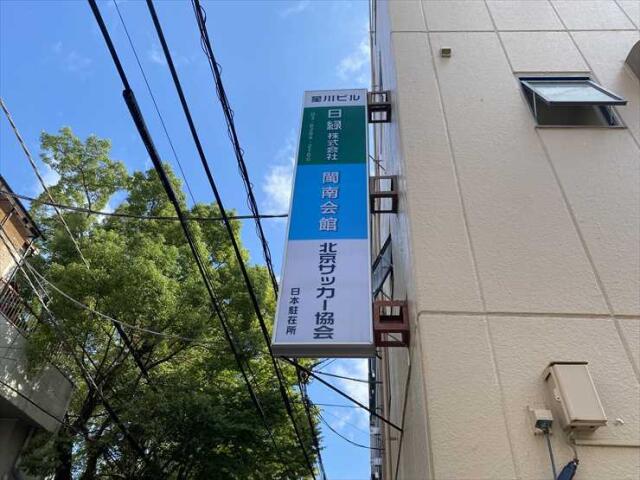 星川ビル
日緑 株式会社
閩南会館
北京サッカー協会
日本駐在所